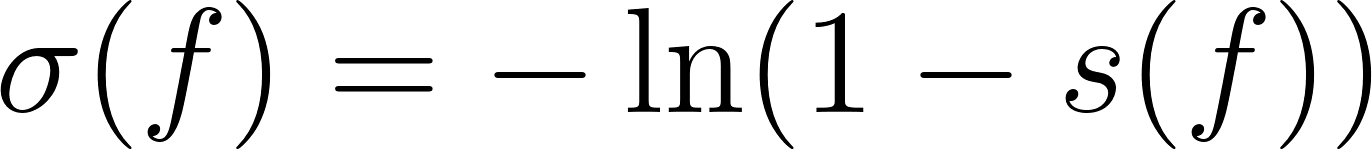 σ(f) = − ln(1 − s(f))